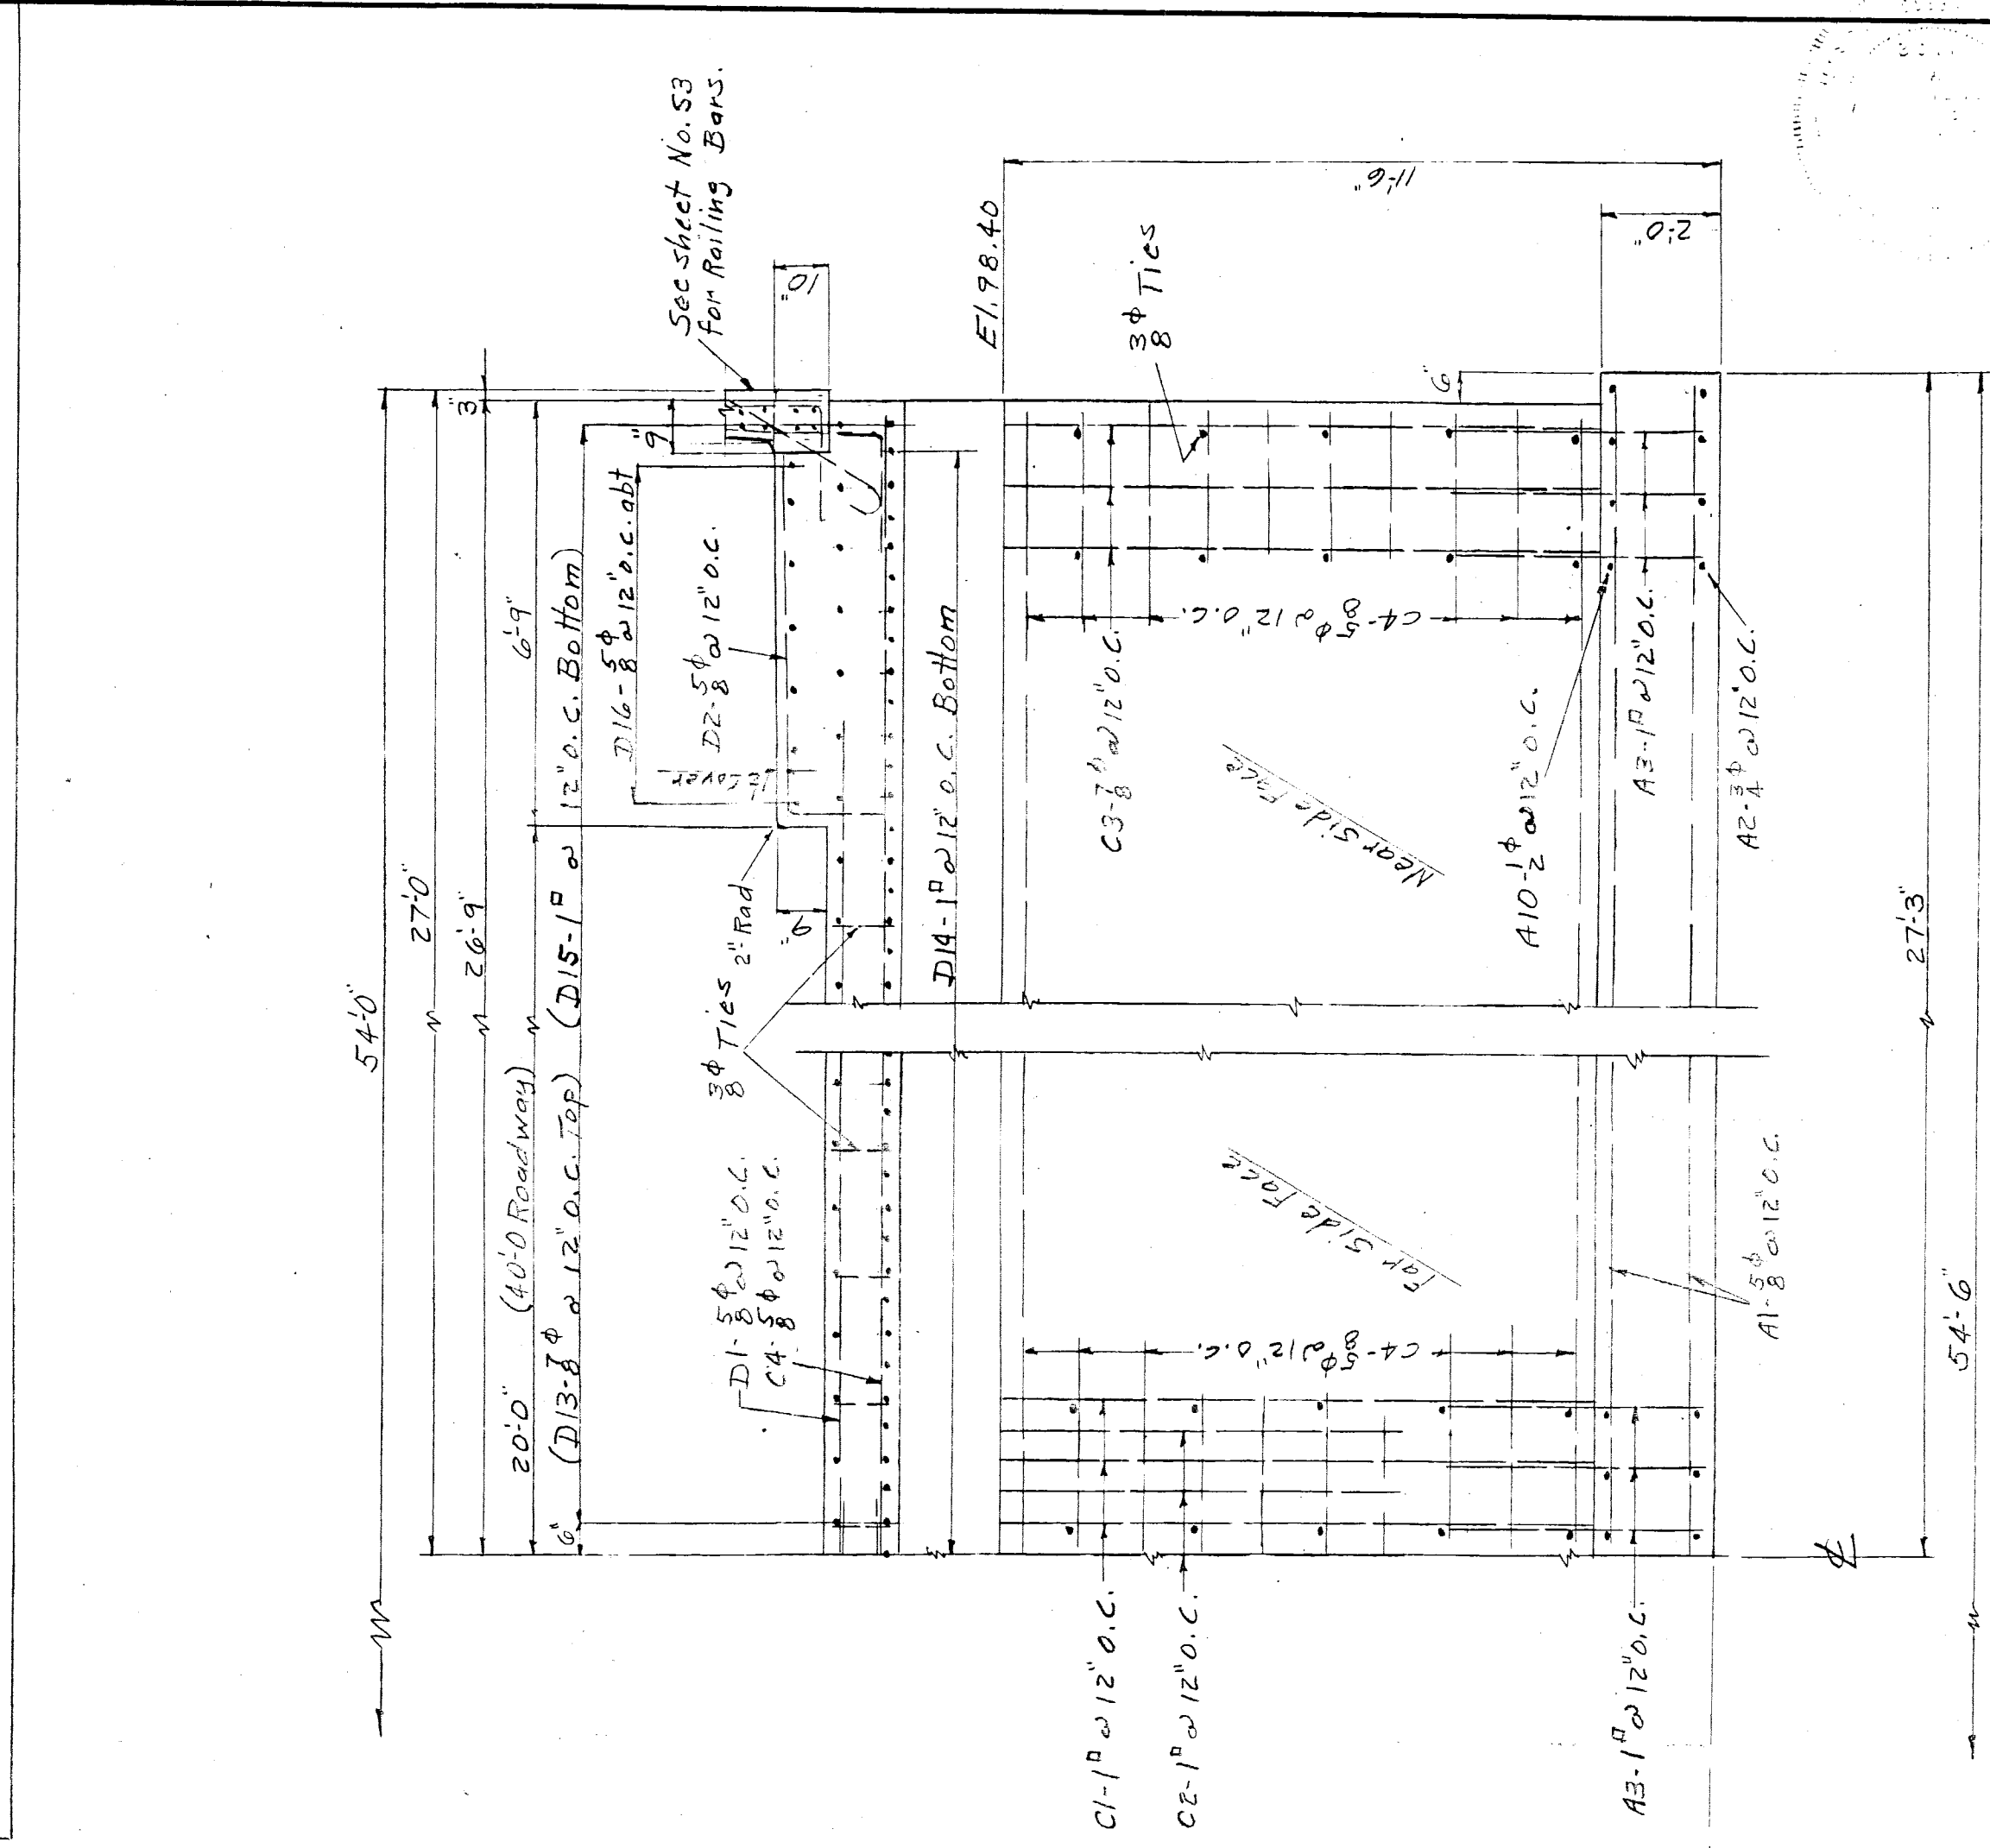 54'-0"
27'-0"
3"
26'-9"
20'-0" (40'-0 Roadway)
6'-9"
6" (D13-7/8ϕ @ 12" o.c. Top) (D15-1□ @ 12" o.c. Bottom)
9"
See sheet No. 53
for Railing Bars.
D16-5/8ϕ @ 12" o.c. abt
D2-5/8ϕ @ 12" o.c.
10"
Cover
3/8ϕ Ties
2" Rad
6"
D1-5/8ϕ @ 12" O.C.
C4-5/8ϕ @ 12" O.C.
D14-1□ @ 12" o.c. Bottom
El. 98.40
3/8ϕ Ties
11'-6"
2'-0"
6"
C4-5/8ϕ @ 12" O.C.
C3-7/8ϕ @ 12" O.C.
C4-5/8ϕ @ 12" O.C.
Far Side Face
Near Side Face
C1-1□ @ 12" O.C.
C2-1□ @ 12" O.C.
A10-1/2ϕ @ 12" O.C.
A3-1□ @ 12" O.C.
A2-3/4ϕ @ 12" O.C.
A1-5/8ϕ @ 12" O.C.
A3-1□ @ 12" O.C.
℄
27'-3"
54'-6"